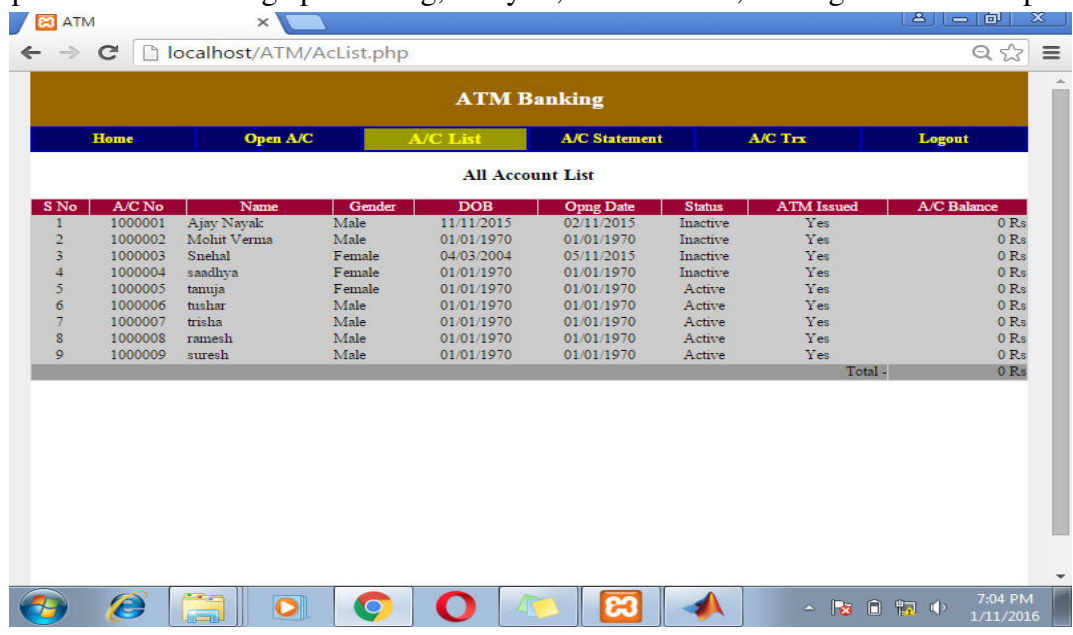 ATM
localhost/ATM/AcList.php
ATM Banking
Home Open A/C A/C List A/C Statement A/C Trx Logout
All Account List
S No A/C No Name Gender DOB Opng Date Status ATM Issued A/C Balance
1 1000001 Ajay Nayak Male 11/11/2015 02/11/2015 Inactive Yes 0 Rs
2 1000002 Mohit Verma Male 01/01/1970 01/01/1970 Inactive Yes 0 Rs
3 1000003 Snehal Female 04/03/2004 05/11/2015 Inactive Yes 0 Rs
4 1000004 saadhya Female 01/01/1970 01/01/1970 Inactive Yes 0 Rs
5 1000005 tanuja Female 01/01/1970 01/01/1970 Active Yes 0 Rs
6 1000006 tushar Male 01/01/1970 01/01/1970 Active Yes 0 Rs
7 1000007 trisha Male 01/01/1970 01/01/1970 Active Yes 0 Rs
8 1000008 ramesh Male 01/01/1970 01/01/1970 Active Yes 0 Rs
9 1000009 suresh Male 01/01/1970 01/01/1970 Active Yes 0 Rs
Total - 0 Rs
7:04 PM
1/11/2016